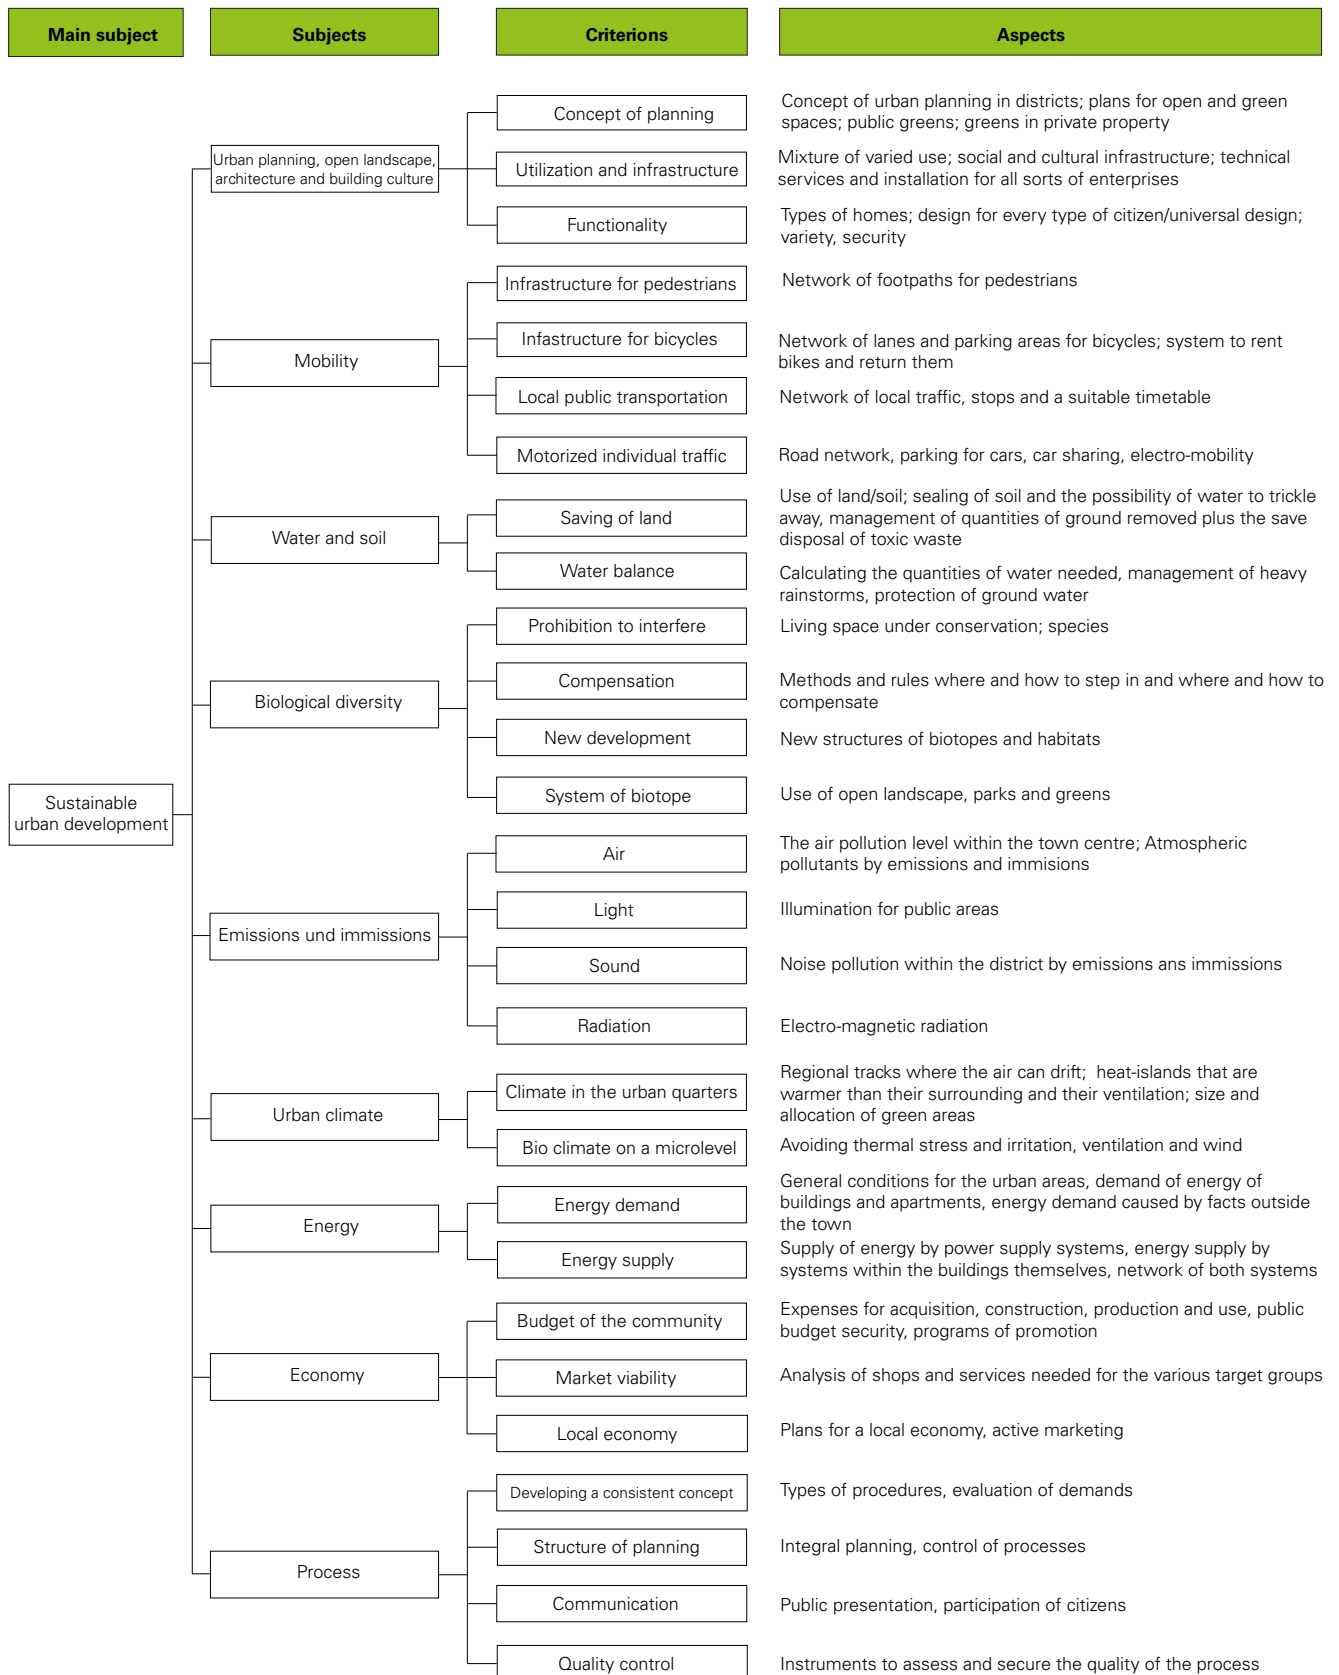 Main subject
Subjects
Criterions
Aspects
Sustainable
urban development
Urban planning, open landscape,
architecture and building culture
Concept of planning
Concept of urban planning in districts; plans for open and green
spaces; public greens; greens in private property
Utilization and infrastructure
Mixture of varied use; social and cultural infrastructure; technical
services and installation for all sorts of enterprises
Functionality
Types of homes; design for every type of citizen/universal design;
variety, security
Mobility
Infrastructure for pedestrians
Network of footpaths for pedestrians
Infastructure for bicycles
Network of lanes and parking areas for bicycles; system to rent
bikes and return them
Local public transportation
Network of local traffic, stops and a suitable timetable
Motorized individual traffic
Road network, parking for cars, car sharing, electro-mobility
Water and soil
Saving of land
Use of land/soil; sealing of soil and the possibility of water to trickle
away, management of quantities of ground removed plus the save
disposal of toxic waste
Water balance
Calculating the quantities of water needed, management of heavy
rainstorms, protection of ground water
Biological diversity
Prohibition to interfere
Living space under conservation; species
Compensation
Methods and rules where and how to step in and where and how to
compensate
New development
New structures of biotopes and habitats
System of biotope
Use of open landscape, parks and greens
Emissions und immissions
Air
The air pollution level within the town centre; Atmospheric
pollutants by emissions and immisions
Light
Illumination for public areas
Sound
Noise pollution within the district by emissions ans immissions
Radiation
Electro-magnetic radiation
Urban climate
Climate in the urban quarters
Regional tracks where the air can drift; heat-islands that are
warmer than their surrounding and their ventilation; size and
allocation of green areas
Bio climate on a microlevel
Avoiding thermal stress and irritation, ventilation and wind
Energy
Energy demand
General conditions for the urban areas, demand of energy of
buildings and apartments, energy demand caused by facts outside
the town
Energy supply
Supply of energy by power supply systems, energy supply by
systems within the buildings themselves, network of both systems
Economy
Budget of the community
Expenses for acquisition, construction, production and use, public
budget security, programs of promotion
Market viability
Analysis of shops and services needed for the various target groups
Local economy
Plans for a local economy, active marketing
Process
Developing a consistent concept
Types of procedures, evaluation of demands
Structure of planning
Integral planning, control of processes
Communication
Public presentation, participation of citizens
Quality control
Instruments to assess and secure the quality of the process